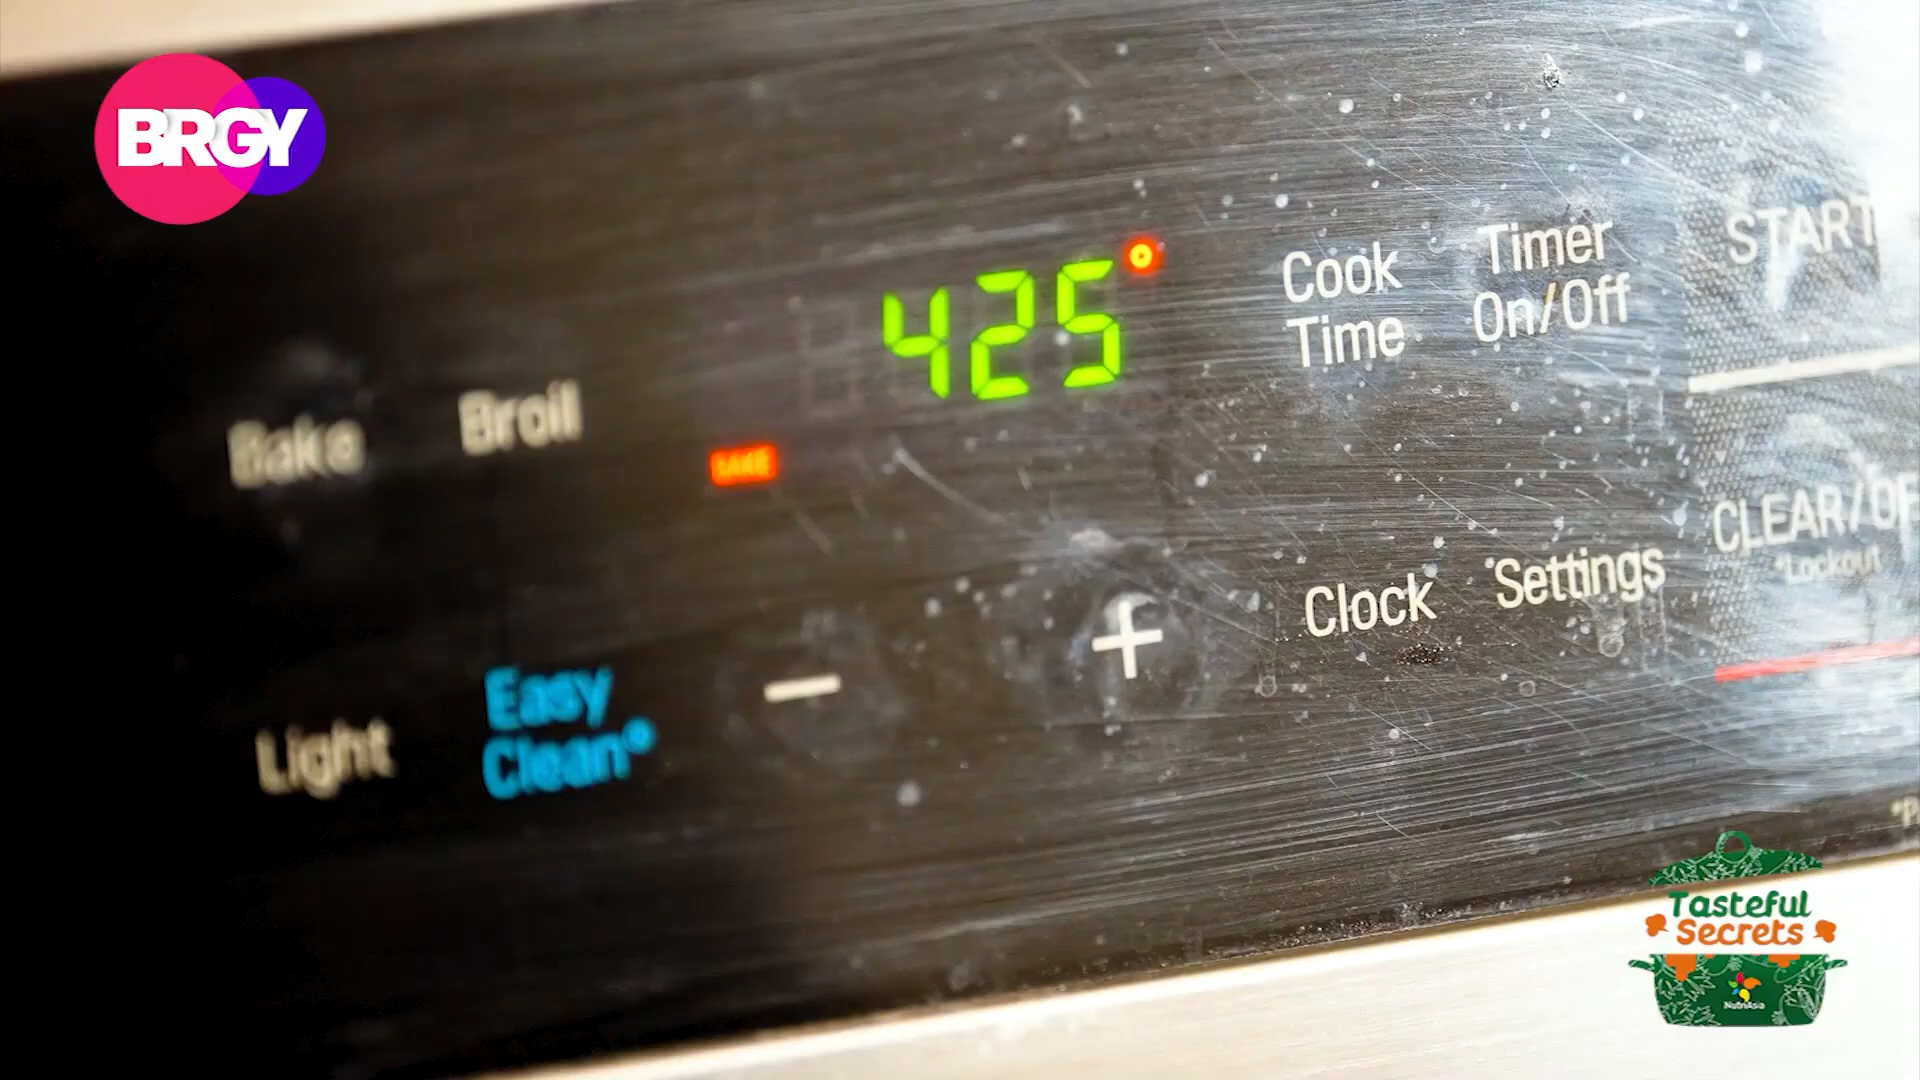 BRGY
425°
Cook
Time
Timer
On/Off
START
Bake
Broil
BAKE
CLEAR/OF
*Lockout
Clock
Settings
Light
Easy
Clean®
Tasteful
Secrets
NutriAsia